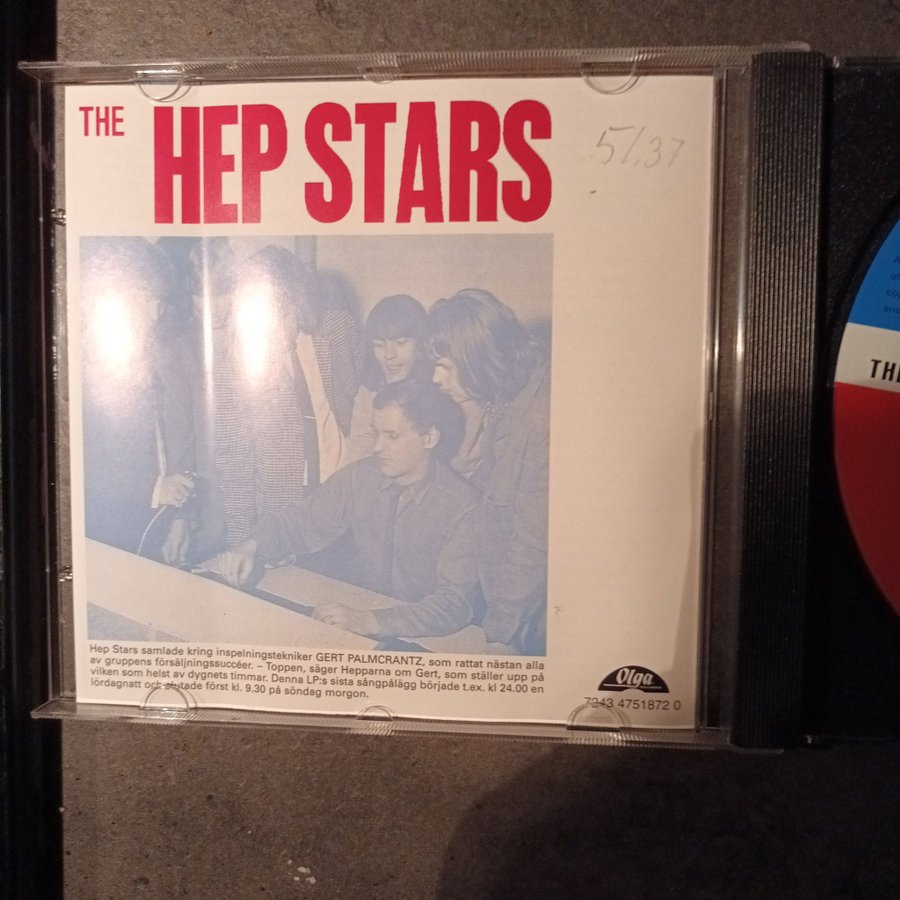 THE
HEP STARS
5/.37
Hep Stars samlade kring inspelningstekniker GERT PALMCRANTZ, som rattat nästan alla
av gruppens försäljningssuccéer. – Toppen, säger Hepparna om Gert, som ställer upp på
vilken som helst av dygnets timmar. Denna LP:s sista sångpålägg började t.ex. kl 24.00 en
lördagnatt och slutade först kl. 9.30 på söndag morgon.
Olga
7243 4751872 0
THE